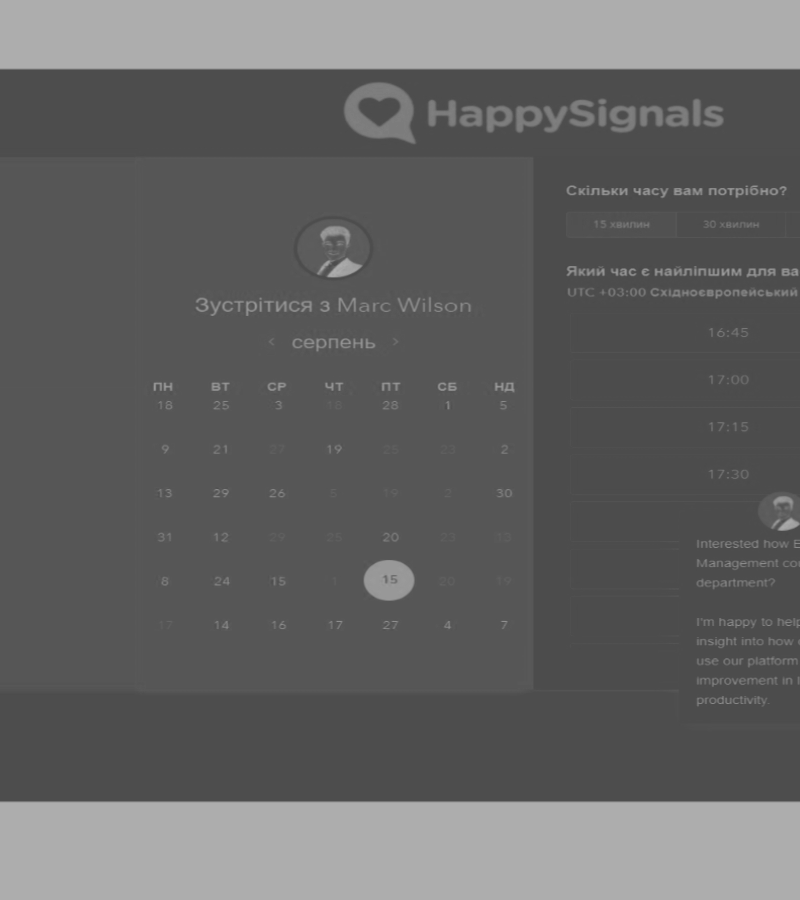 HappySignals
Зустрітися з Marc Wilson
серпень
ПН ВТ СР ЧТ ПТ СБ НД
18 25 3 18 28 1 5
9 21 27 19 25 23 2
13 29 26 5 19 2 30
31 12 29 25 20 23 13
8 24 15 1 15 20 19
17 14 16 17 27 4 7
Скільки часу вам потрібно?
15 хвилин 30 хвилин
Який час є найліпшим для ва
UTC +03:00 Східноєвропейський
16:45
17:00
17:15
17:30
Interested how E
Management co
department?
I'm happy to help
insight into how
use our platform
improvement in I
productivity.